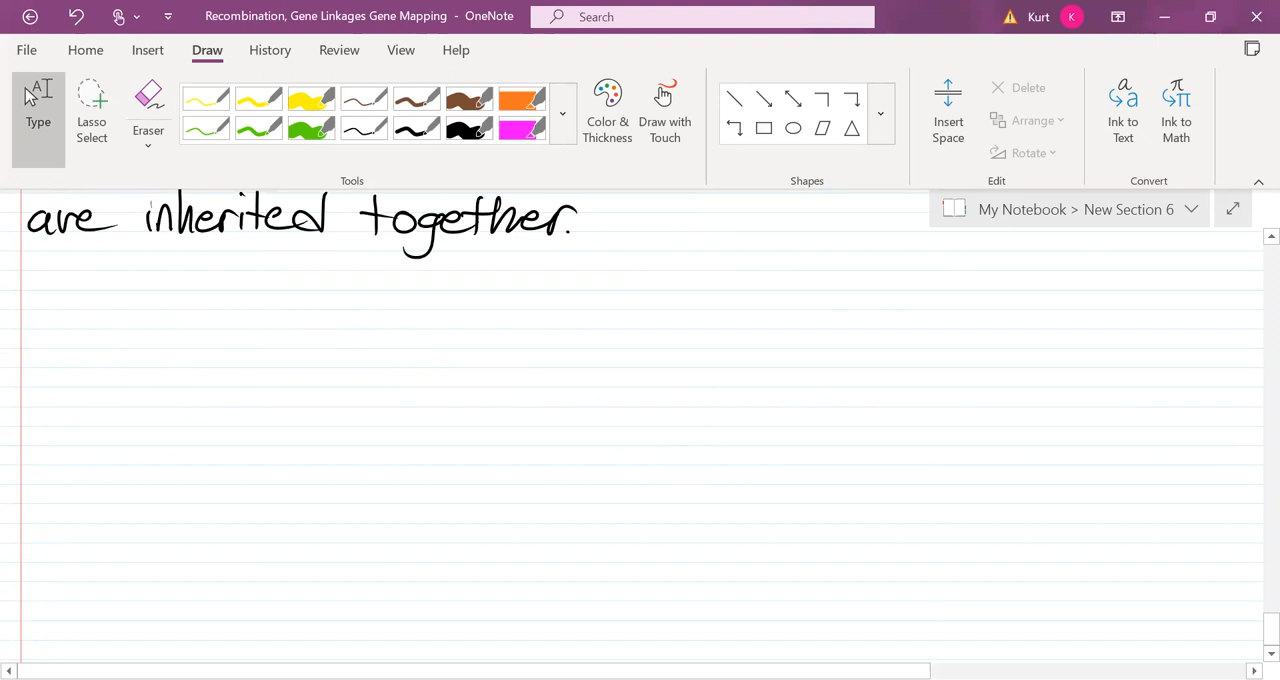 Recombination, Gene Linkages Gene Mapping - OneNote
Search
Kurt
K
File Home Insert Draw History Review View Help
Type
Lasso Select
Eraser
Color & Thickness
Draw with Touch
Insert Space
Delete
Arrange
Rotate
Ink to Text
Ink to Math
Tools Shapes Edit Convert
My Notebook > New Section 6
are inherited together.